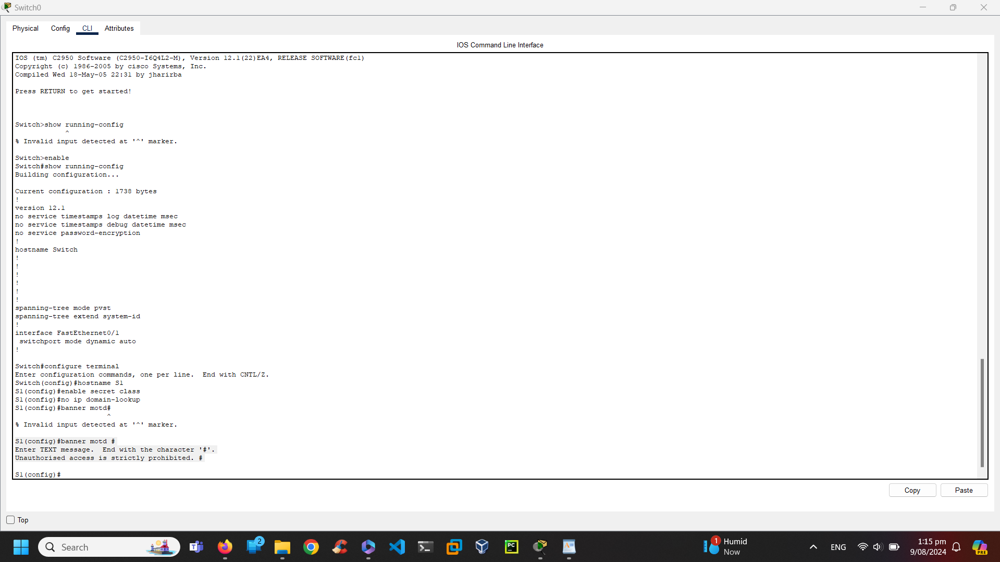 Switch0
Physical Config CLI Attributes
IOS Command Line Interface
IOS (tm) C2950 Software (C2950-I6Q4L2-M), Version 12.1(22)EA4, RELEASE SOFTWARE(fc1)
Copyright (c) 1986-2005 by cisco Systems, Inc.
Compiled Wed 18-May-05 22:31 by jharirba
Press RETURN to get started!
Switch>show running-config
^
% Invalid input detected at '^' marker.
Switch>enable
Switch#show running-config
Building configuration...
Current configuration : 1738 bytes
!
version 12.1
no service timestamps log datetime msec
no service timestamps debug datetime msec
no service password-encryption
!
hostname Switch
!
!
!
!
!
!
spanning-tree mode pvst
spanning-tree extend system-id
!
interface FastEthernet0/1
switchport mode dynamic auto
!
Switch#configure terminal
Enter configuration commands, one per line.  End with CNTL/Z.
Switch(config)#hostname S1
S1(config)#enable secret class
S1(config)#no ip domain-lookup
S1(config)#banner motd#
^
% Invalid input detected at '^' marker.
S1(config)#banner motd #
Enter TEXT message.  End with the character '#'.
Unauthorised access is strictly prohibited. #
S1(config)#
Copy Paste
Top
Search
2
PC
1
Humid
Now
ENG
1:15 pm
9/08/2024
PRE